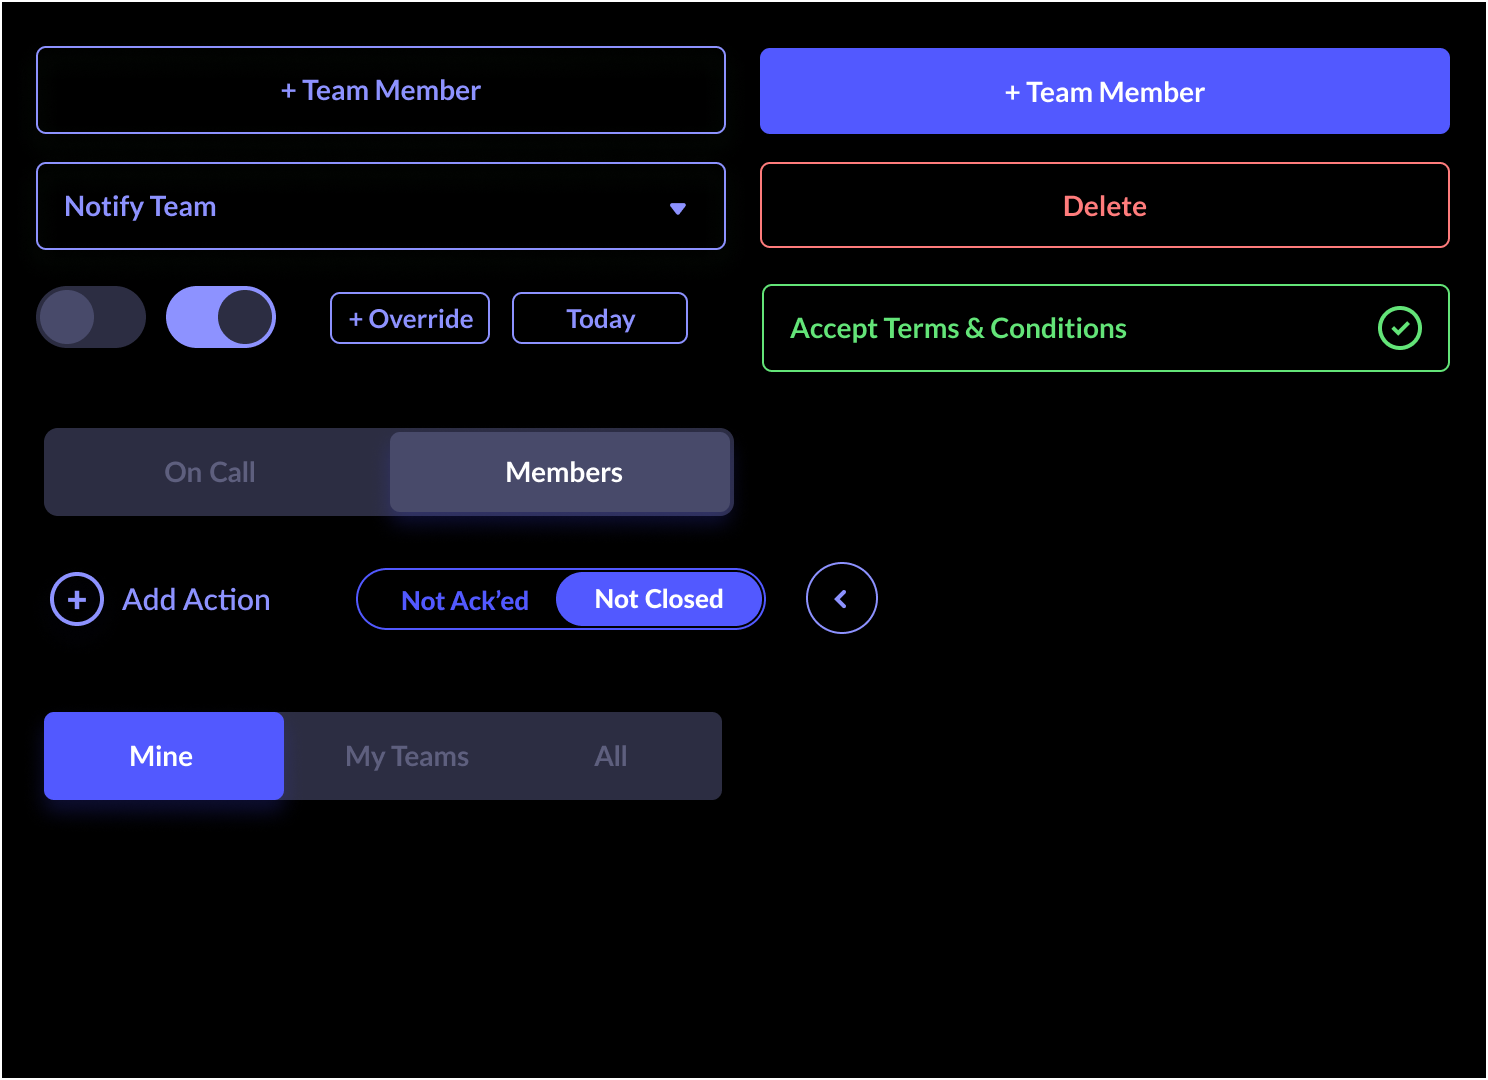 + Team Member
+ Team Member
Notify Team
Delete
+ Override
Today
Accept Terms & Conditions
On Call
Members
Add Action
Not Ack’ed
Not Closed
Mine
My Teams
All